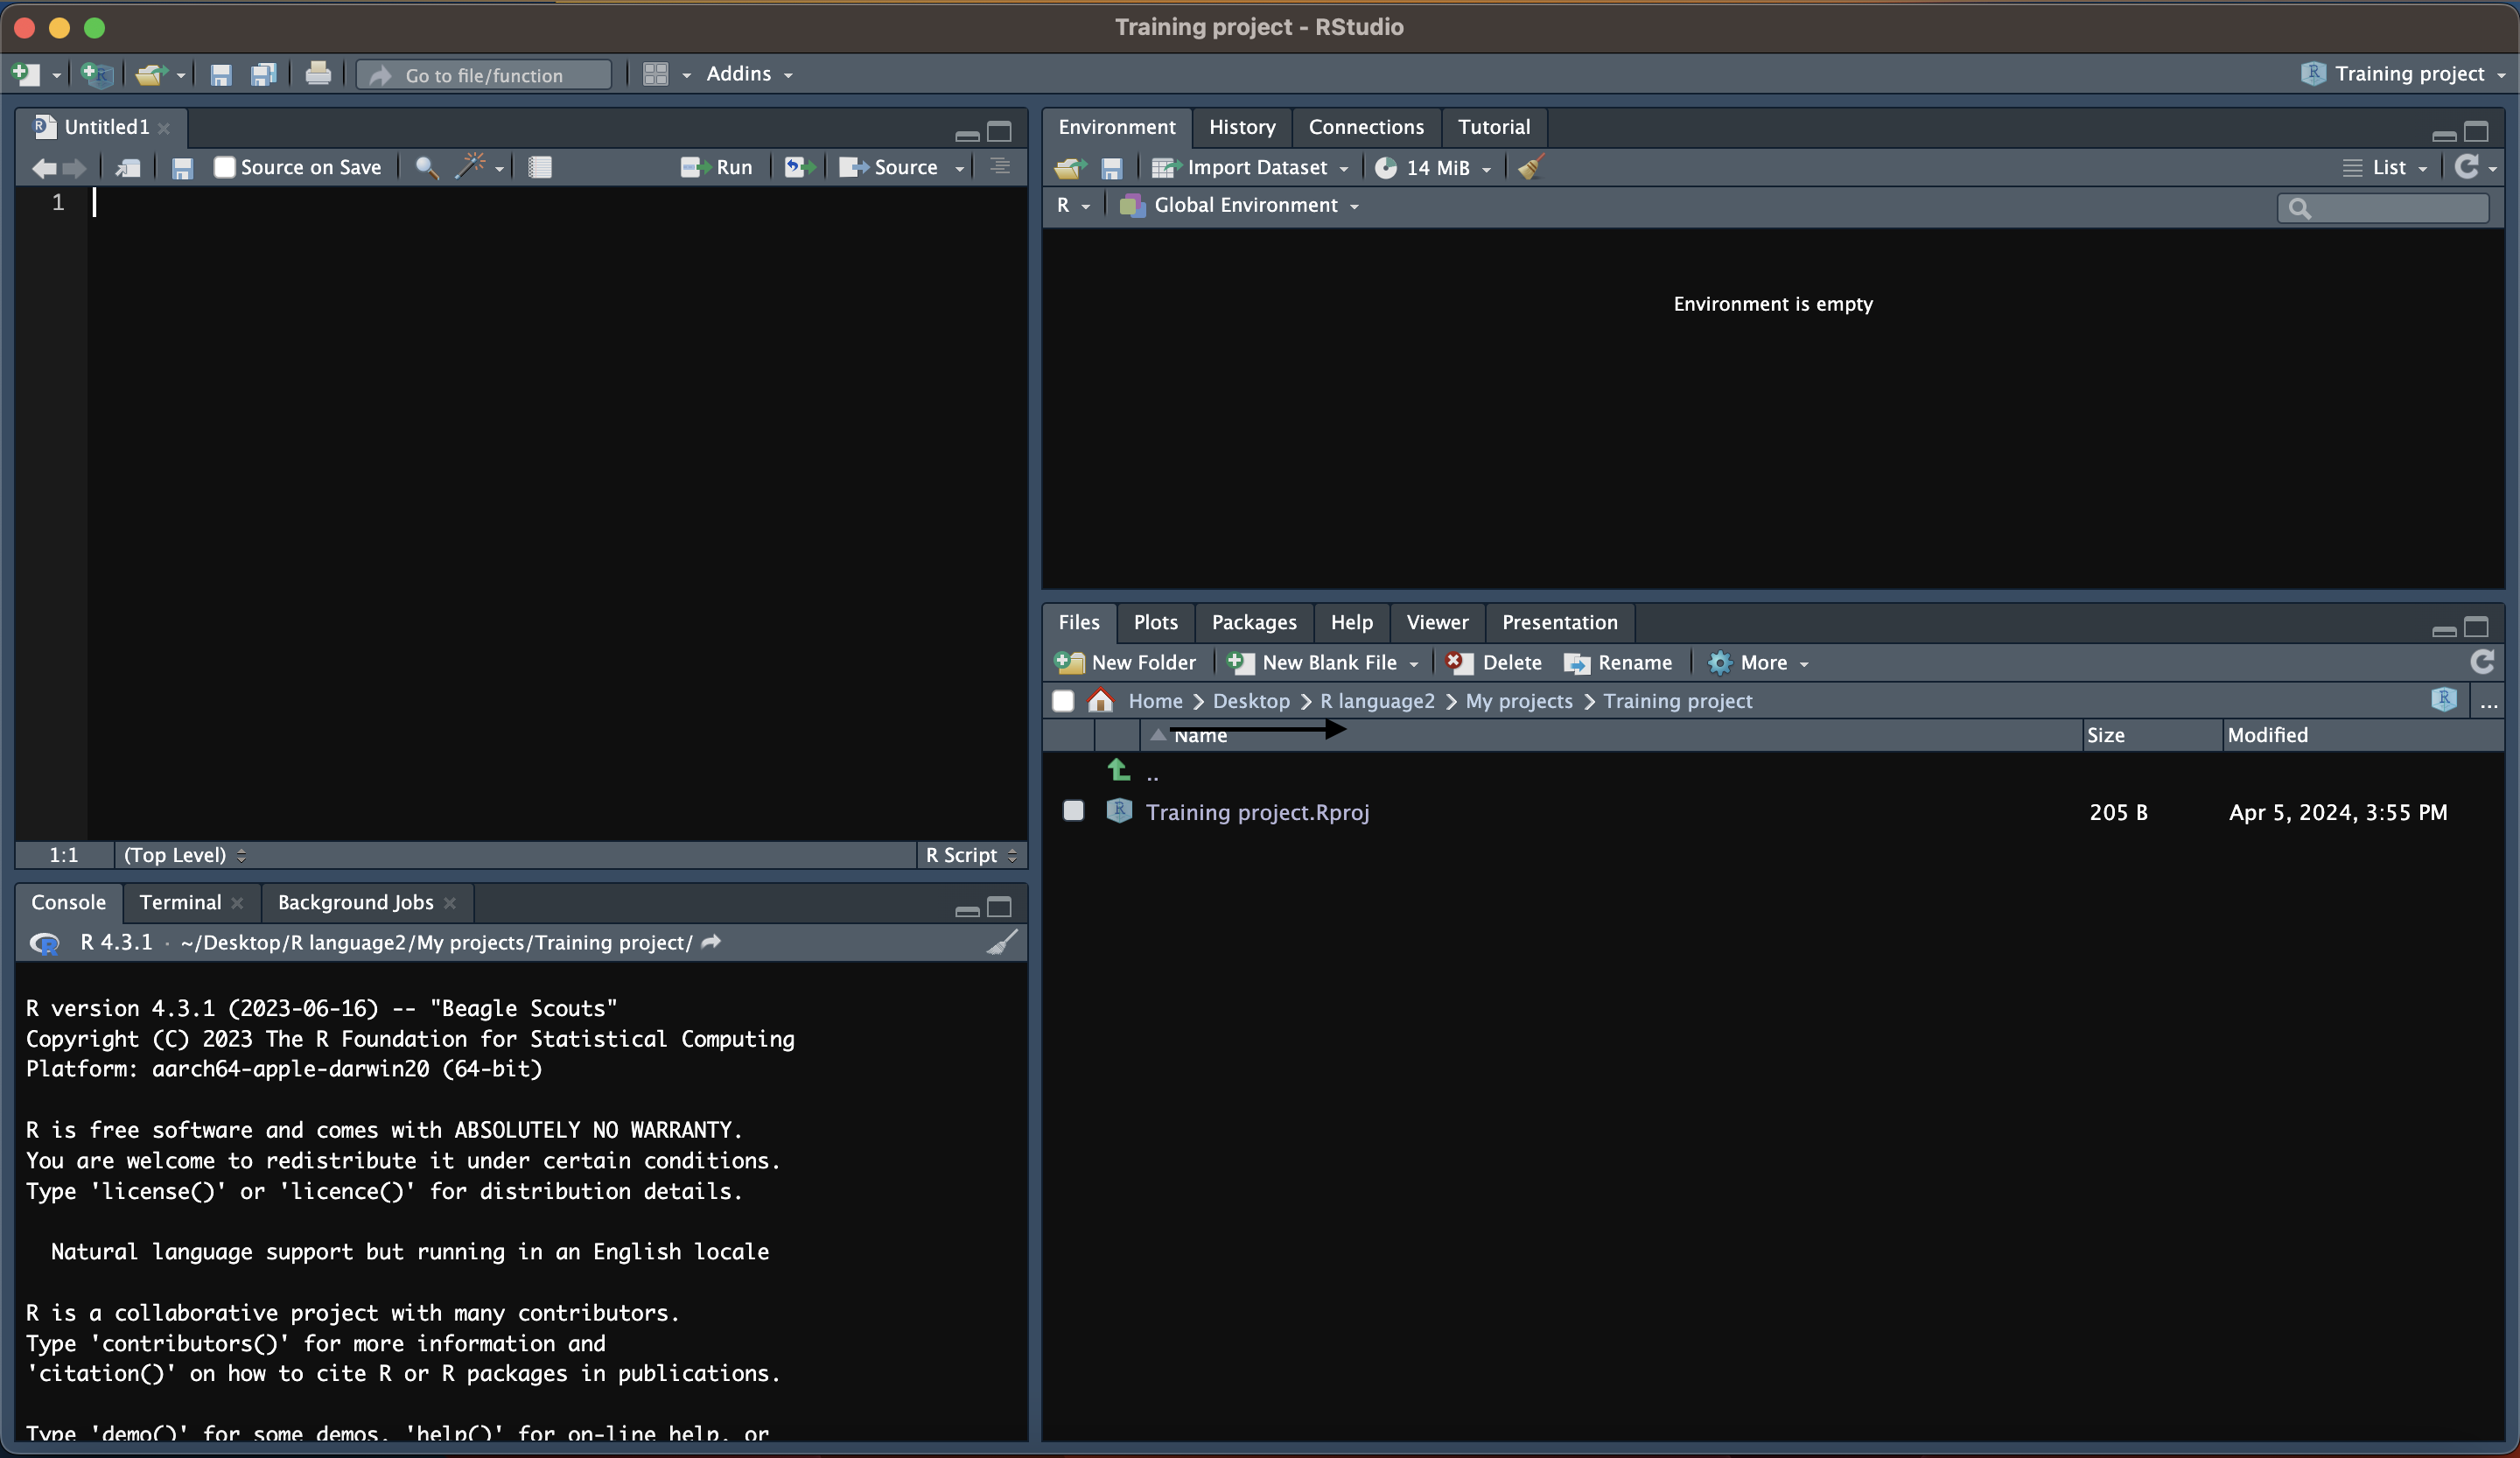 Training project - RStudio
Go to file/function
Addins
Training project
Untitled1
Source on Save
Run
Source
1
1:1
(Top Level)
R Script
Console
Terminal
Background Jobs
R 4.3.1 · ~/Desktop/R language2/My projects/Training project/
R version 4.3.1 (2023-06-16) -- "Beagle Scouts"
Copyright (C) 2023 The R Foundation for Statistical Computing
Platform: aarch64-apple-darwin20 (64-bit)
R is free software and comes with ABSOLUTELY NO WARRANTY.
You are welcome to redistribute it under certain conditions.
Type 'license()' or 'licence()' for distribution details.
Natural language support but running in an English locale
R is a collaborative project with many contributors.
Type 'contributors()' for more information and
'citation()' on how to cite R or R packages in publications.
Type 'demo()' for some demos, 'help()' for on-line help, or
Environment
History
Connections
Tutorial
Import Dataset
14 MiB
List
R
Global Environment
Environment is empty
Files
Plots
Packages
Help
Viewer
Presentation
New Folder
New Blank File
Delete
Rename
More
Home > Desktop > R language2 > My projects > Training project
...
Name
Size
Modified
..
Training project.Rproj
205 B
Apr 5, 2024, 3:55 PM